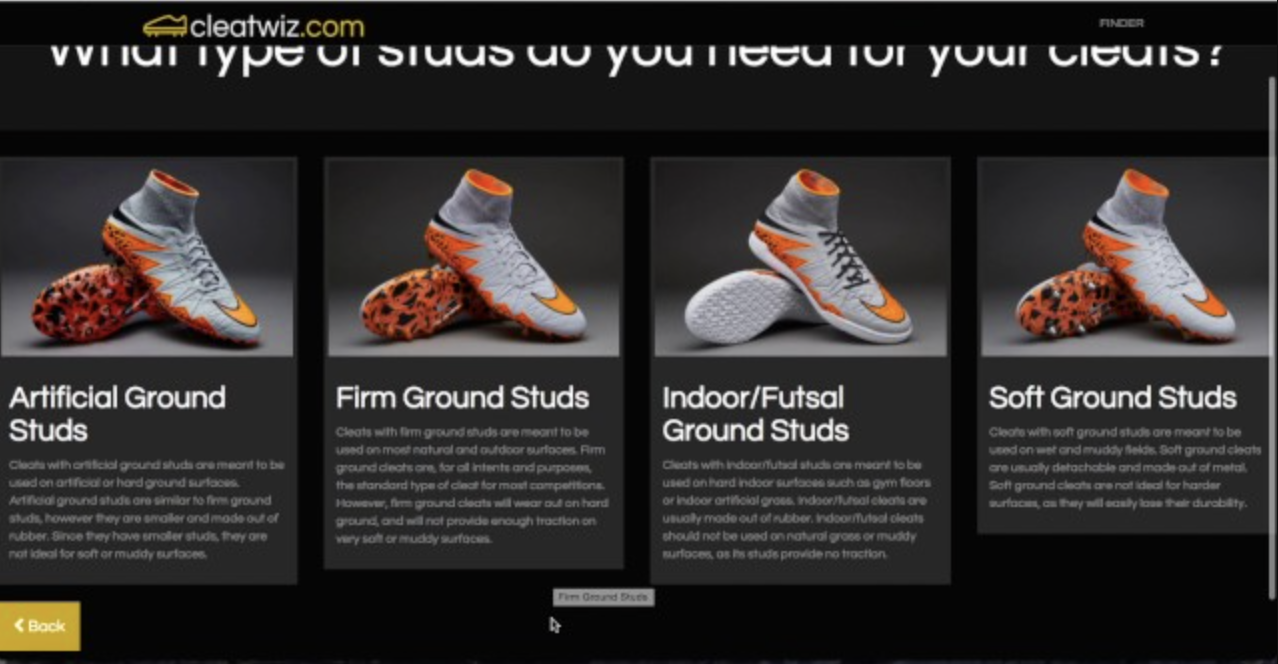 cleatwiz.com
FINDER
What type of studs do you need for your cleats?
Artificial Ground
Studs
Cleats with artificial ground studs are meant to be
used on artificial or hard ground surfaces.
Artificial ground studs are similar to firm ground
studs, however they are smaller and made out of
rubber. Since they have smaller studs, they are
not ideal for soft or muddy surfaces.
Firm Ground Studs
Cleats with firm ground studs are meant to be
used on most natural and outdoor surfaces. Firm
ground cleats are, for all intents and purposes,
the standard type of cleat for most competitions.
However, firm ground cleats will wear out on hard
ground, and will not provide enough traction on
very soft or muddy surfaces.
Indoor/Futsal
Ground Studs
Cleats with indoor/futsal studs are meant to be
used on hard indoor surfaces such as gym floors
or indoor artificial grass. Indoor/futsal cleats are
usually made out of rubber. Indoor/futsal cleats
should not be used on natural grass or muddy
surfaces, as its studs provide no traction.
Soft Ground Studs
Cleats with soft ground studs are meant to be
used on wet and muddy fields. Soft ground cleats
are usually detachable and made out of metal.
Soft ground cleats are not ideal for harder
surfaces, as they will easily lose their durability.
Firm Ground Studs
Back